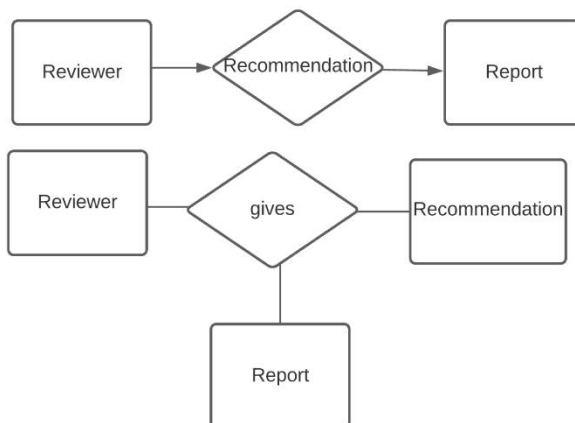 Reviewer
Recommendation
Report
Reviewer
gives
Recommendation
Report